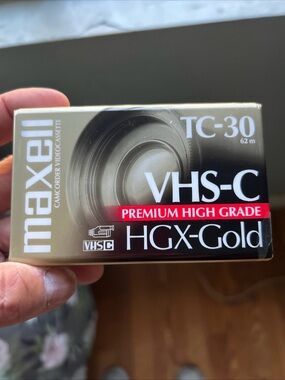 maxell
CAMCORDER VIDEOCASSETTE
TC-30
62 m
VHS-C
PREMIUM HIGH GRADE
VHS C
HGX-Gold